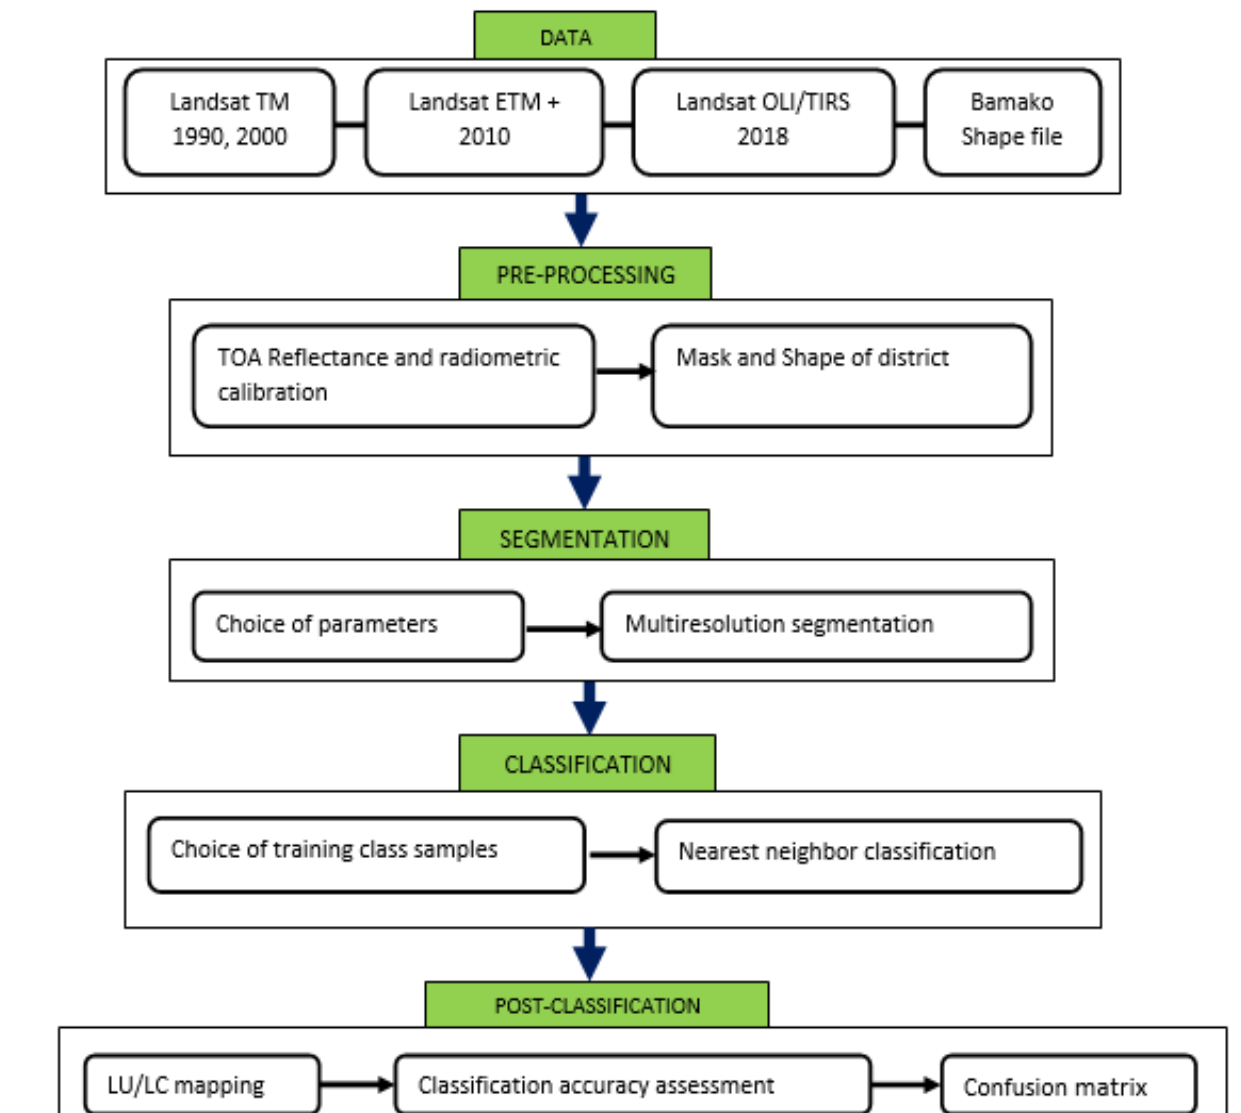 DATA
Landsat TM
1990, 2000
Landsat ETM +
2010
Landsat OLI/TIRS
2018
Bamako
Shape file
PRE-PROCESSING
TOA Reflectance and radiometric
calibration
Mask and Shape of district
SEGMENTATION
Choice of parameters
Multiresolution segmentation
CLASSIFICATION
Choice of training class samples
Nearest neighbor classification
POST-CLASSIFICATION
LU/LC mapping
Classification accuracy assessment
Confusion matrix